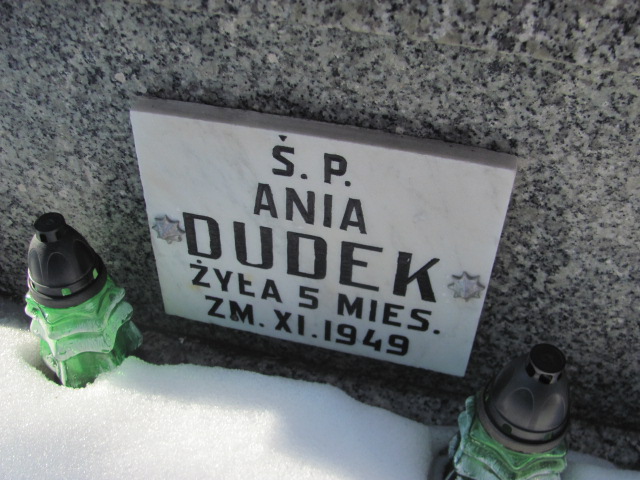 Ś. P.
ANIA
DUDEK
ŻYŁA 5 MIES.
ZM. XI. 1949